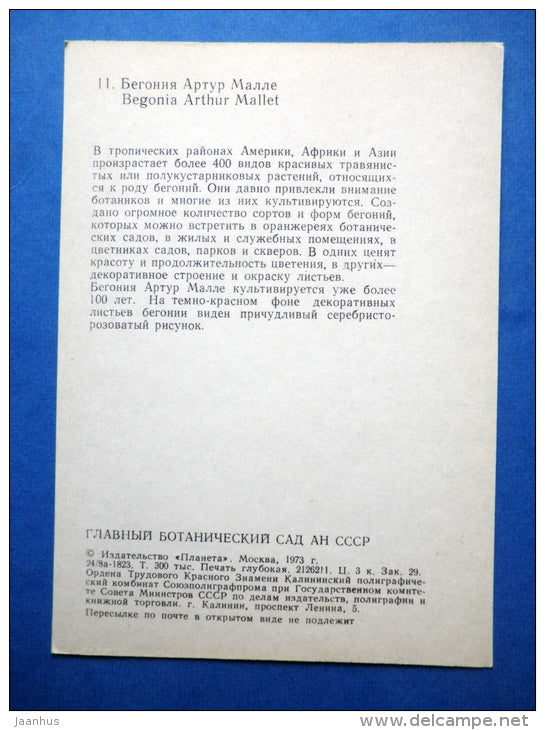 11. Бегония Артур Малле
Begonia Arthur Mallet
В тропических районах Америки, Африки и Азии
произрастает более 400 видов красивых травянис-
тых или полукустарниковых растений, относящих-
ся к роду бегоний. Они давно привлекли внимание
ботаников и многие из них культивируются. Соз-
дано огромное количество сортов и форм бегоний,
которых можно встретить в оранжереях ботаниче-
ских садов, в жилых и служебных помещениях, в
цветниках садов, парков и скверов. В одних ценят
красоту и продолжительность цветения, в других—
декоративное строение и окраску листьев.
Бегония Артур Малле культивируется уже более
100 лет. На темно-красном фоне декоративных
листьев бегонии виден причудливый серебристо-
розоватый рисунок.
ГЛАВНЫЙ БОТАНИЧЕСКИЙ САД АН СССР
© Издательство «Планета». Москва, 1973 г.
24/8а-1823. Т. 300 тыс. Печать глубокая. 21262!1. Ц. 3 к. Зак. 29.
Ордена Трудового Красного Знамени Калининский полиграфиче-
ский комбинат Союзполиграфпрома при Государственном комите-
те Совета Министров СССР по делам издательств, полиграфии и
книжной торговли. г. Калинин, проспект Ленина, 5.
Пересылке по почте в открытом виде не подлежит
jaanhus
www.delcampe.net